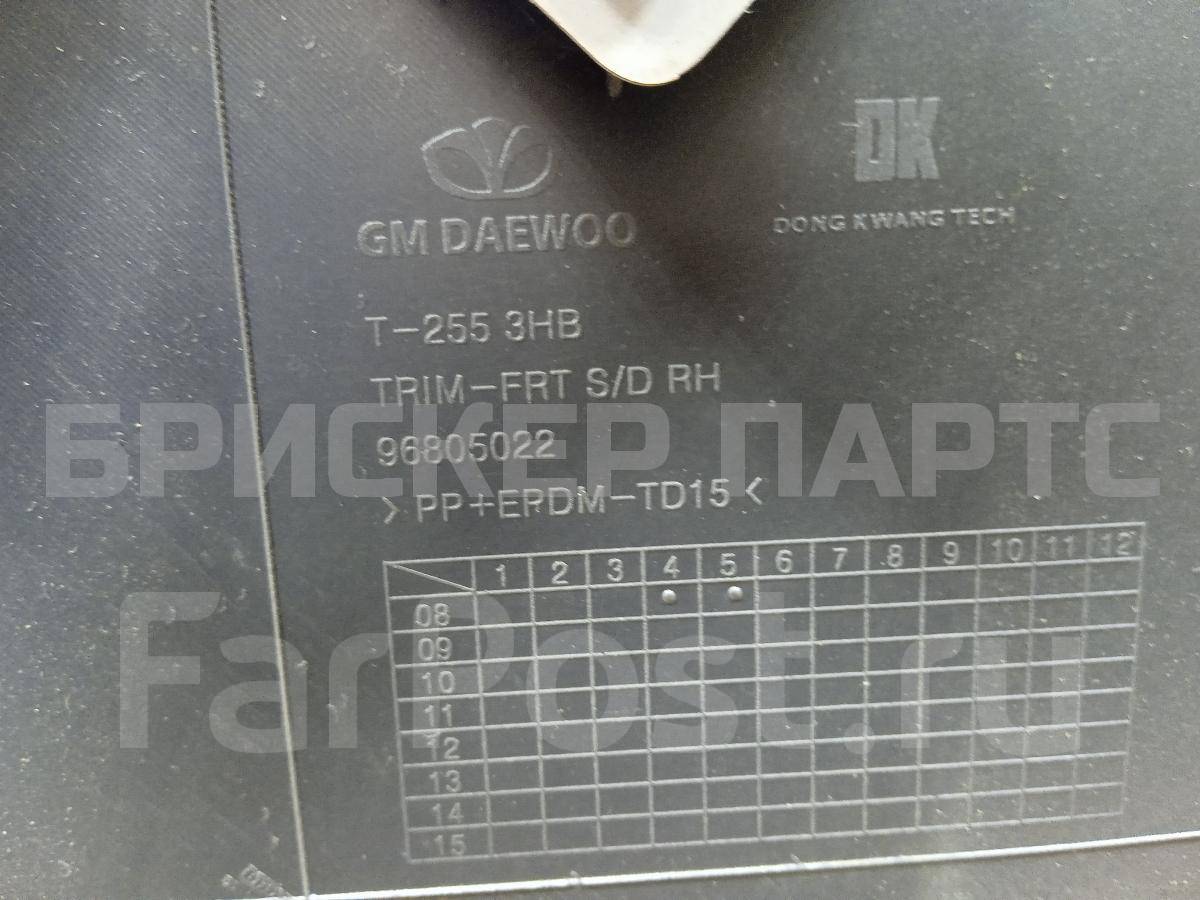 DK
GM DAEWOO
DONG KWANG TECH
T-255 3HB
TRIM-FRT S/D RH
БРИСКЕР ПАРТС
96805022
>PP+EPDM-TD15<
1 2 3 4 5 6 7 8 9 10 11 12
08
FarPost.ru
09
10
11
12
13
14
15